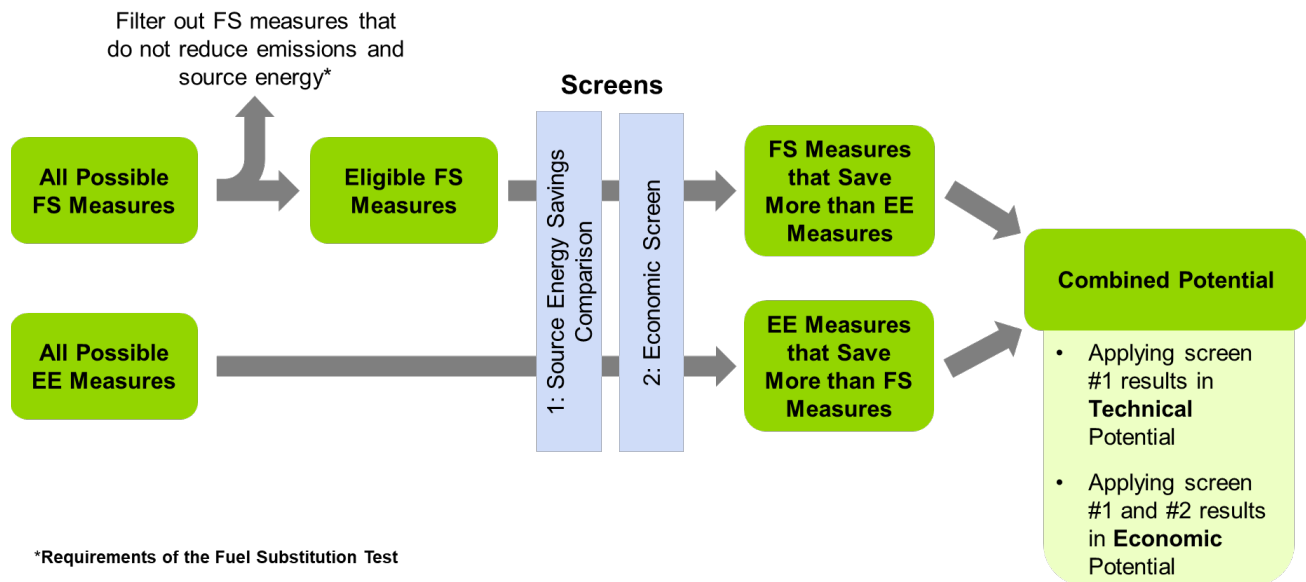 Filter out FS measures that
do not reduce emissions and
source energy*
Screens
All Possible
FS Measures
Eligible FS
Measures
1: Source Energy Savings
Comparison
2: Economic Screen
FS Measures
that Save
More than EE
Measures
All Possible
EE Measures
EE Measures
that Save
More than FS
Measures
Combined Potential
• Applying screen
#1 results in
Technical
Potential
• Applying screen
#1 and #2 results
in Economic
Potential
*Requirements of the Fuel Substitution Test